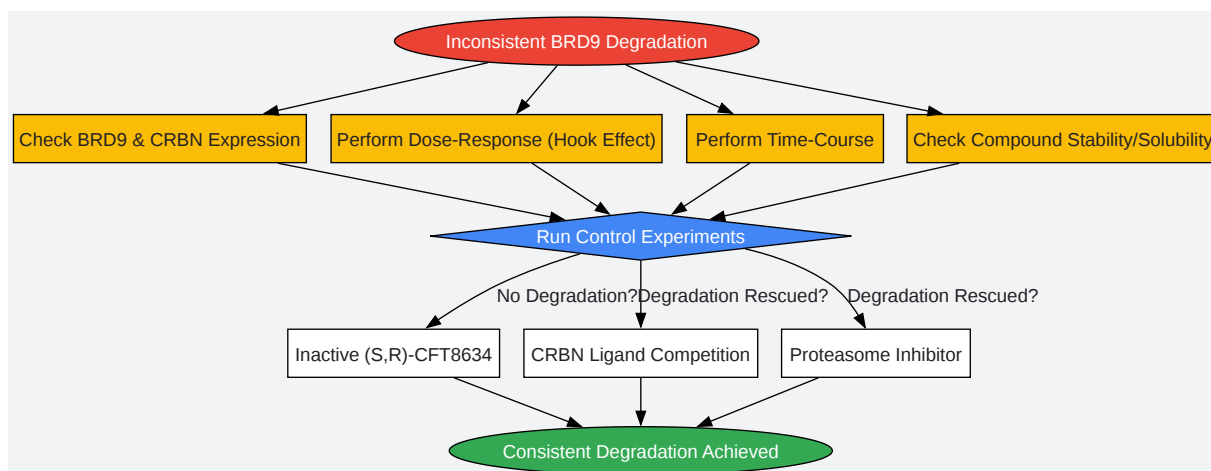 Inconsistent BRD9 Degradation
Check BRD9 & CRBN Expression
Perform Dose-Response (Hook Effect)
Perform Time-Course
Check Compound Stability/Solubility
Run Control Experiments
No Degradation?
Degradation Rescued?
Degradation Rescued?
Inactive (S,R)-CFT8634
CRBN Ligand Competition
Proteasome Inhibitor
Consistent Degradation Achieved